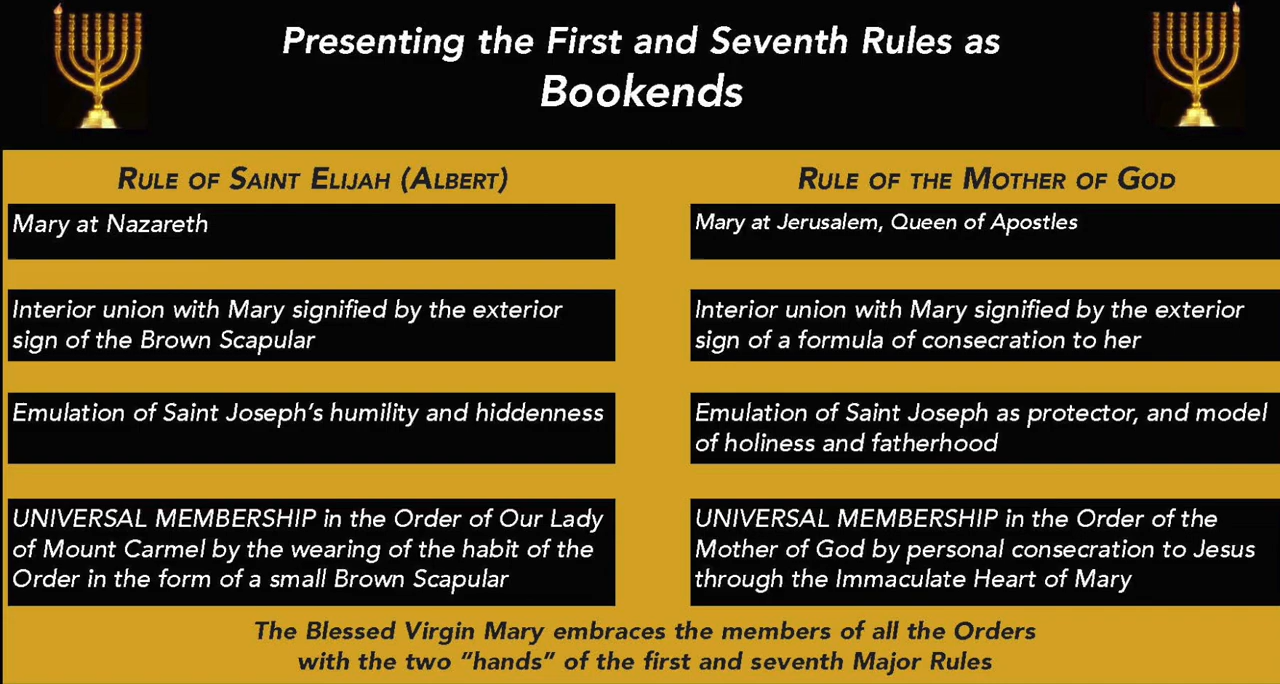 Presenting the First and Seventh Rules as
Bookends
RULE OF SAINT ELIJAH (ALBERT)
Mary at Nazareth
Interior union with Mary signified by the exterior
sign of the Brown Scapular
Emulation of Saint Joseph's humility and hiddenness
UNIVERSAL MEMBERSHIP in the Order of Our Lady
of Mount Carmel by the wearing of the habit of the
Order in the form of a small Brown Scapular
RULE OF THE MOTHER OF GOD
Mary at Jerusalem, Queen of Apostles
Interior union with Mary signified by the exterior
sign of a formula of consecration to her
Emulation of Saint Joseph as protector, and model
of holiness and fatherhood
UNIVERSAL MEMBERSHIP in the Order of the
Mother of God by personal consecration to Jesus
through the Immaculate Heart of Mary
The Blessed Virgin Mary embraces the members of all the Orders
with the two "hands" of the first and seventh Major Rules